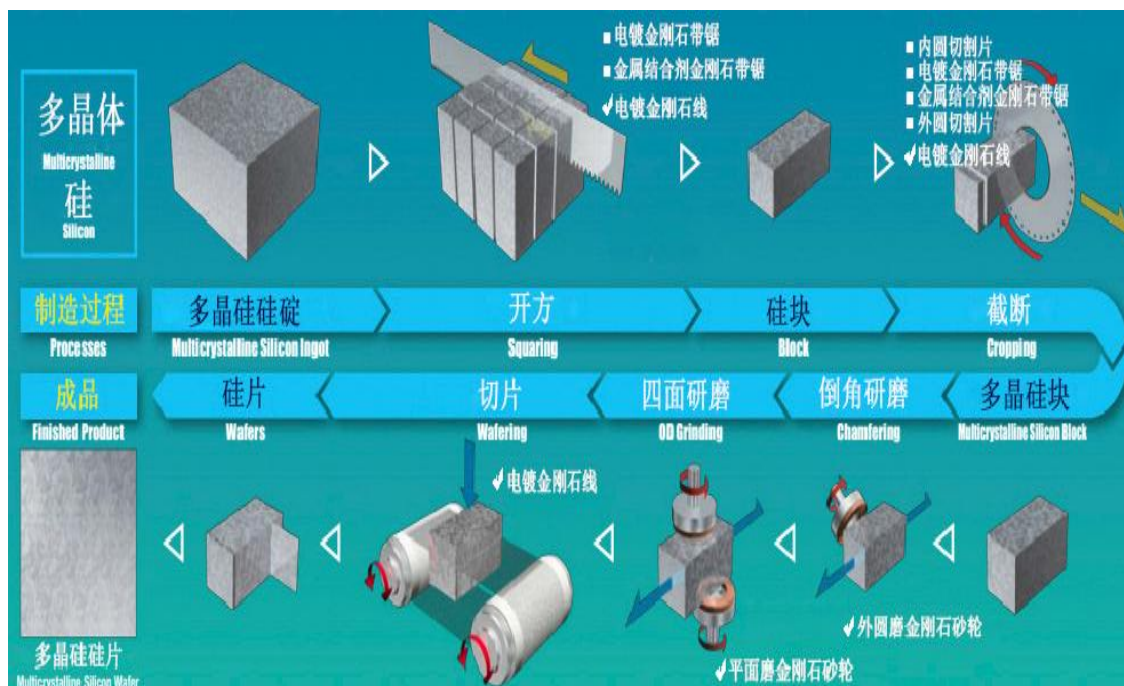 多晶体
Multicrystalline
硅
Silicon
■电镀金刚石带锯
■金属结合剂金刚石带锯
✓电镀金刚石线
■内圆切割片
■电镀金刚石带锯
■金属结合剂金刚石带锯
■外圆切割片
✓电镀金刚石线
制造过程
Processes
多晶硅硅碇
Multicrystalline Silicon Ingot
开方
Squaring
硅块
Block
截断
Cropping
成品
Finished Product
硅片
Wafers
切片
Wafering
四面研磨
OD Grinding
倒角研磨
Chamfering
多晶硅块
Multicrystalline Silicon Block
✓电镀金刚石线
✓外圆磨金刚石砂轮
✓平面磨金刚石砂轮
多晶硅硅片
Multicrystalline Silicon Wafer